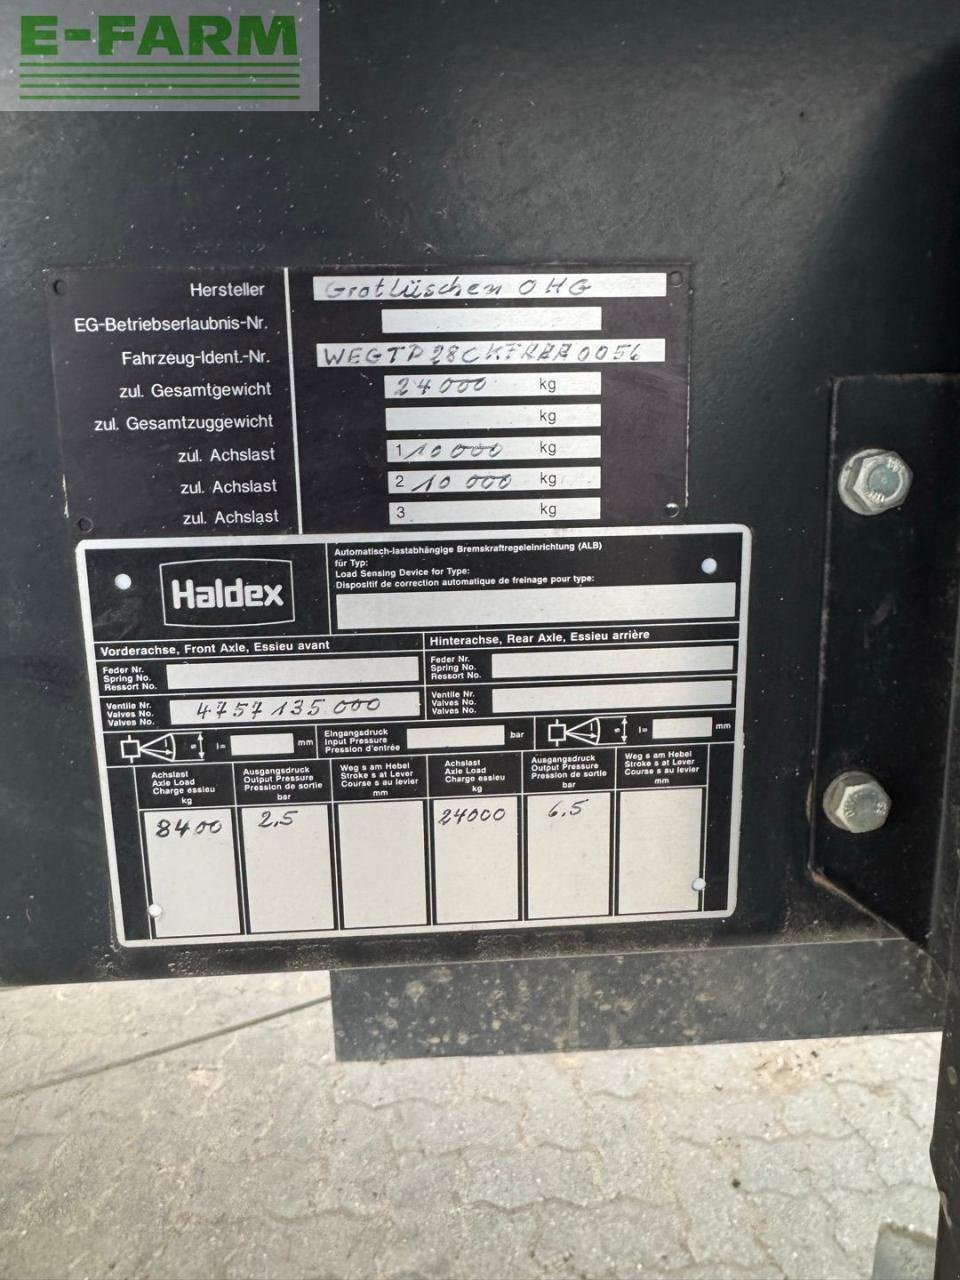 E-FARM
Hersteller Grotlüschen OHG
EG-Betriebserlaubnis-Nr.
Fahrzeug-Ident.-Nr.
zul. Gesamtgewicht 24000 kg
zul. Gesamtzuggewicht kg
zul. Achslast 1 10000 kg
zul. Achslast 2 10000 kg
zul. Achslast 3 kg
Haldex
Automatisch-lastabhängige Bremskraftregeleinrichtung (ALB)
für Typ:
Load Sensing Device for Type:
Dispositif de correction automatique de freinage pour type:
Vorderachse, Front Axle, Essieu avant
Hinterachse, Rear Axle, Essieu arrière
Feder Nr.
Spring No.
Ressort No.
Feder Nr.
Spring No.
Ressort No.
Ventile Nr.
Valves No.
Valves No.
4757135000
Ventile Nr.
Valves No.
Valves No.
s l= mm
Eingangsdruck
Input Pressure
Pression d'entrée
bar
s l= mm
Achslast
Axle Load
Charge essieu
kg
Ausgangsdruck
Output Pressure
Pression de sortie
bar
Weg s am Hebel
Stroke s at Lever
Course s au levier
mm
Achslast
Axle Load
Charge essieu
kg
Ausgangsdruck
Output Pressure
Pression de sortie
bar
Weg s am Hebel
Stroke s at Lever
Course s au levier
mm
8400 2,5 24000 6,5